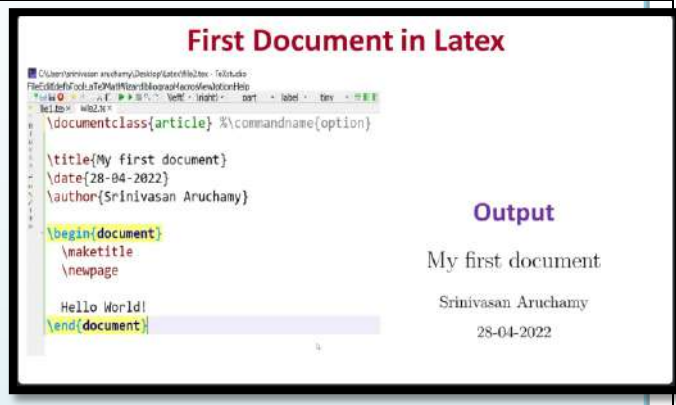 First Document in Latex
\documentclass{article} %\commandname{option}
\title{My first document}
\date{28-04-2022}
\author{Srinivasan Aruchamy}
\begin{document}
\maketitle
\newpage
Hello World!
\end{document}
Output
My first document
Srinivasan Aruchamy
28-04-2022